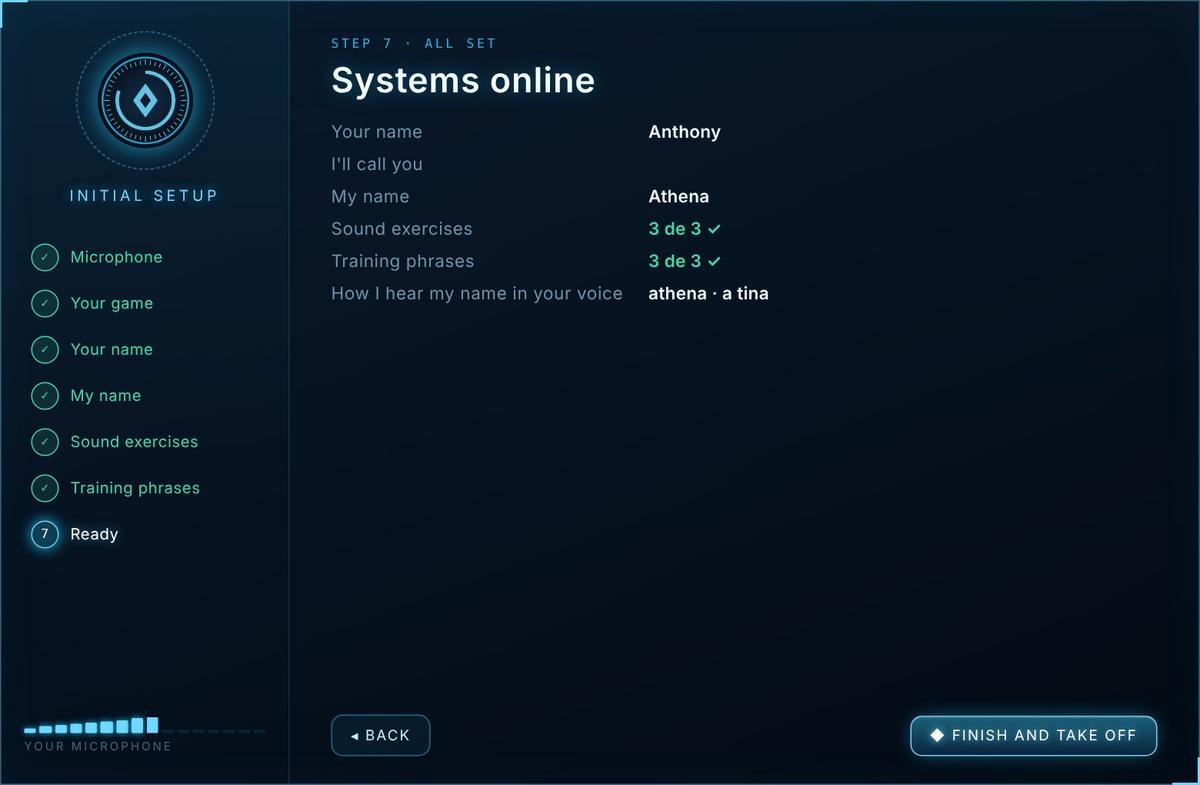 INITIAL SETUP
✓ Microphone
✓ Your game
✓ Your name
✓ My name
✓ Sound exercises
✓ Training phrases
7 Ready
YOUR MICROPHONE
STEP 7 · ALL SET
Systems online
Your name Anthony
I'll call you
My name Athena
Sound exercises 3 de 3 ✓
Training phrases 3 de 3 ✓
How I hear my name in your voice athena · a tina
◂ BACK
◆ FINISH AND TAKE OFF